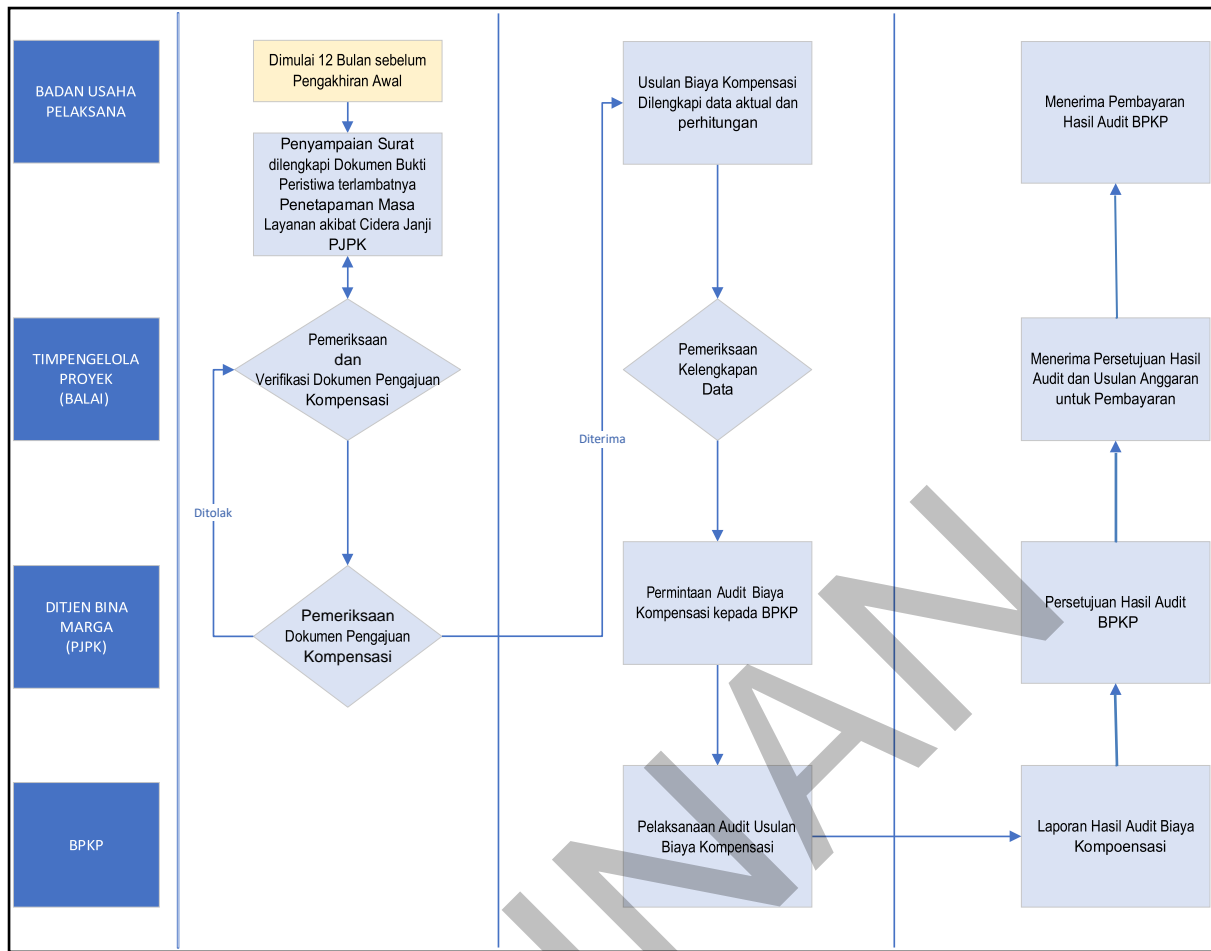 BADAN USAHA
PELAKSANA
TIMPENGELOLA
PROYEK
(BALAI)
DITJEN BINA
MARGA
(PJPK)
BPKP
Dimulai 12 Bulan sebelum
Pengakhiran Awal
Penyampaian Surat
dilengkapi Dokumen Bukti
Peristiwa terlambatnya
Penetapaman Masa
Layanan akibat Cidera Janji
PJPK
Pemeriksaan
dan
Verifikasi Dokumen Pengajuan
Kompensasi
Ditolak
Pemeriksaan
Dokumen Pengajuan
Kompensasi
Diterima
Usulan Biaya Kompensasi
Dilengkapi data aktual dan
perhitungan
Pemeriksaan
Kelengkapan
Data
Permintaan Audit Biaya
Kompensasi kepada BPKP
Pelaksanaan Audit Usulan
Biaya Kompensasi
Menerima Pembayaran
Hasil Audit BPKP
Menerima Persetujuan Hasil
Audit dan Usulan Anggaran
untuk Pembayaran
Persetujuan Hasil Audit
BPKP
Laporan Hasil Audit Biaya
Kompoensasi
INAN